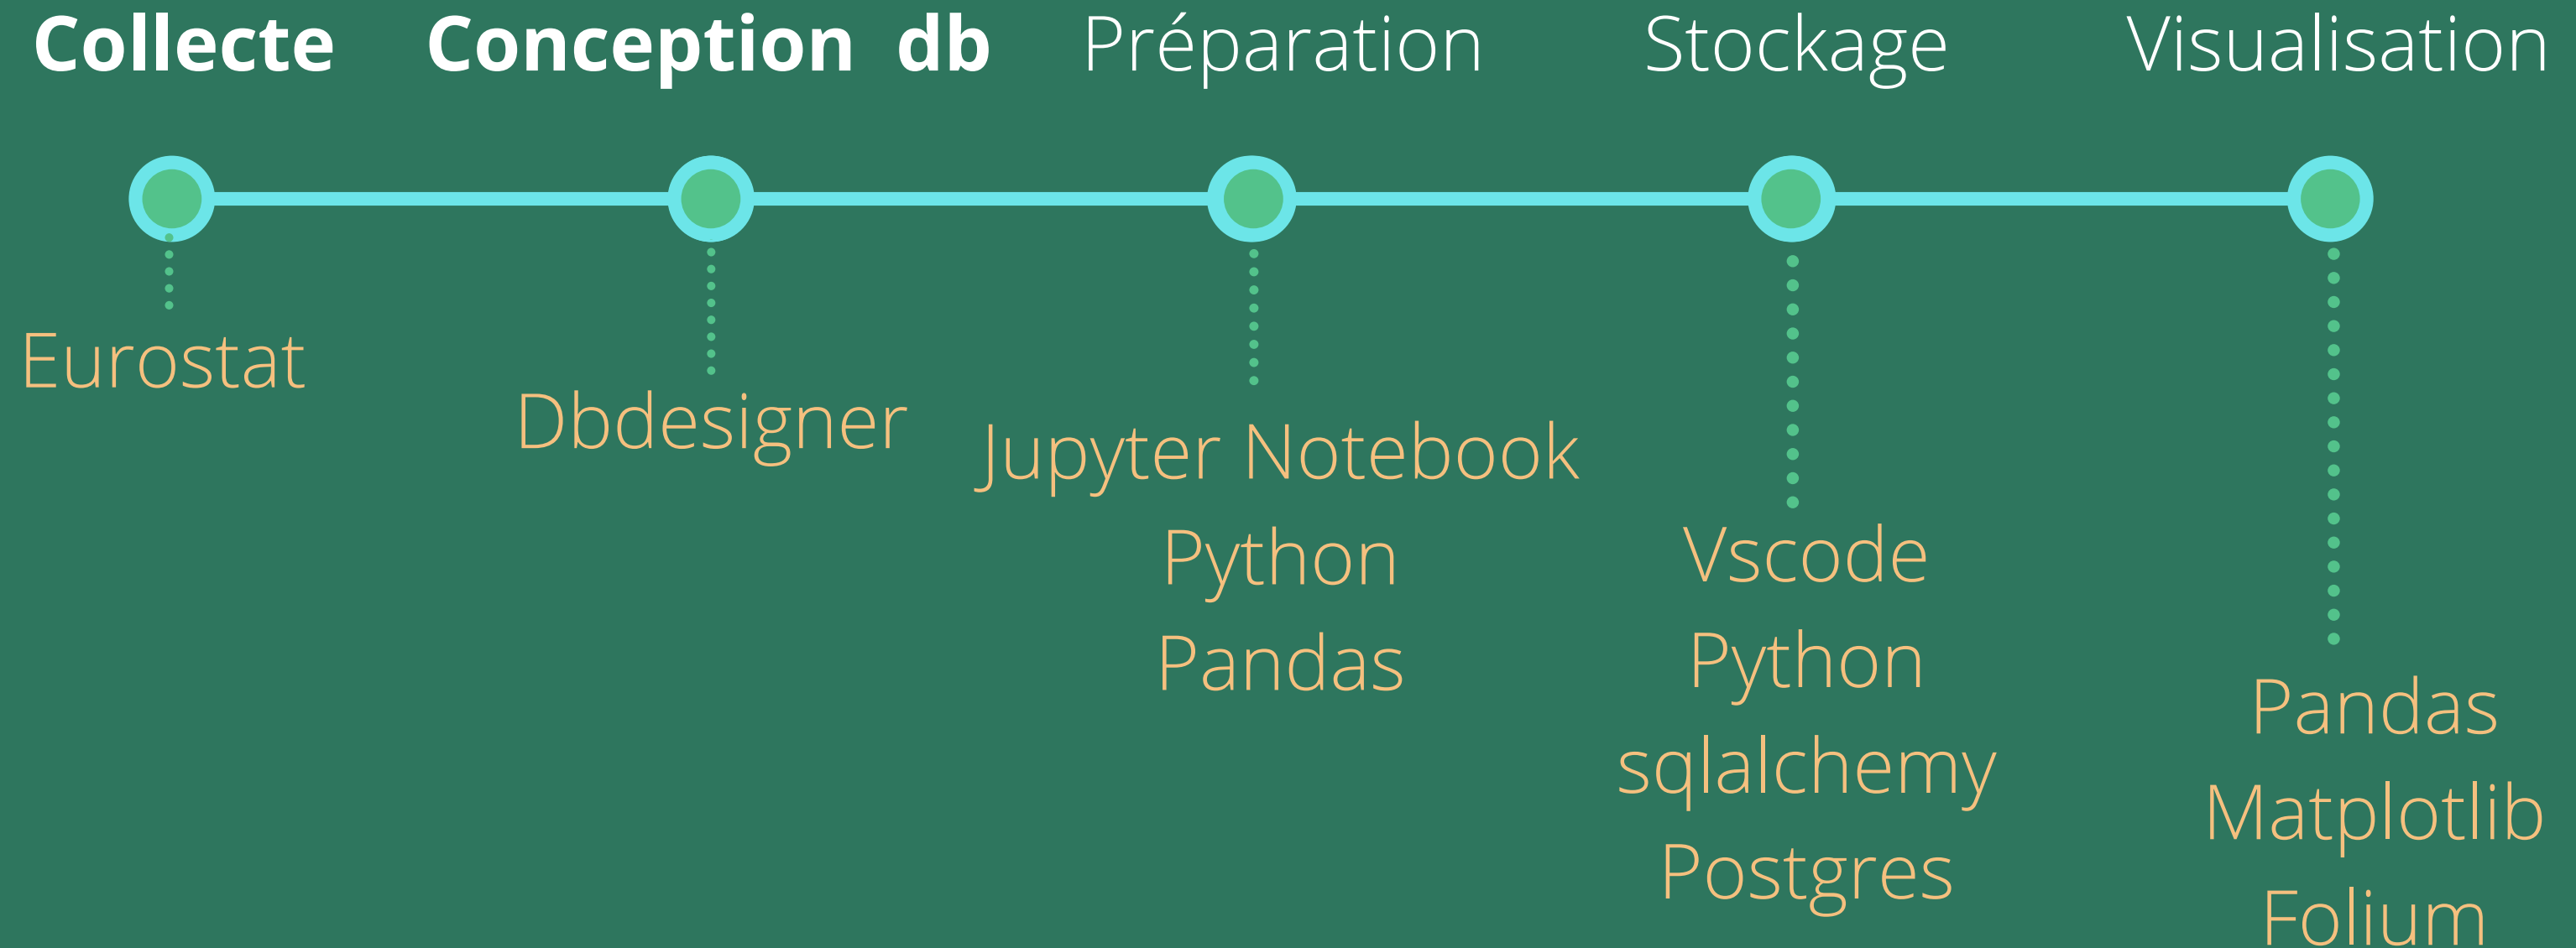 Collecte
Conception db
Préparation
Stockage
Visualisation
Eurostat
Dbdesigner
Jupyter Notebook
Python
Pandas
Vscode
Python
sqlalchemy
Postgres
Pandas
Matplotlib
Folium